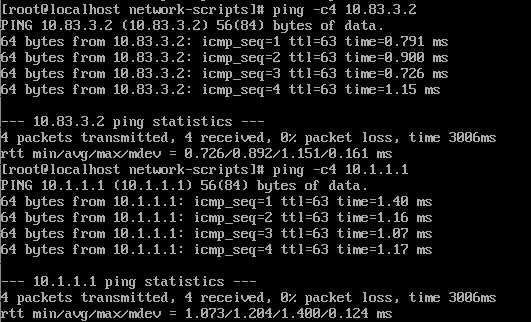 [root@localhost network-scripts]# ping -c4 10.83.3.2
PING 10.83.3.2 (10.83.3.2) 56(84) bytes of data.
64 bytes from 10.83.3.2: icmp_seq=1 ttl=63 time=0.791 ms
64 bytes from 10.83.3.2: icmp_seq=2 ttl=63 time=0.900 ms
64 bytes from 10.83.3.2: icmp_seq=3 ttl=63 time=0.726 ms
64 bytes from 10.83.3.2: icmp_seq=4 ttl=63 time=1.15 ms

--- 10.83.3.2 ping statistics ---
4 packets transmitted, 4 received, 0% packet loss, time 3006ms
rtt min/avg/max/mdev = 0.726/0.892/1.151/0.161 ms
[root@localhost network-scripts]# ping -c4 10.1.1.1
PING 10.1.1.1 (10.1.1.1) 56(84) bytes of data.
64 bytes from 10.1.1.1: icmp_seq=1 ttl=63 time=1.40 ms
64 bytes from 10.1.1.1: icmp_seq=2 ttl=63 time=1.16 ms
64 bytes from 10.1.1.1: icmp_seq=3 ttl=63 time=1.07 ms
64 bytes from 10.1.1.1: icmp_seq=4 ttl=63 time=1.17 ms

--- 10.1.1.1 ping statistics ---
4 packets transmitted, 4 received, 0% packet loss, time 3006ms
rtt min/avg/max/mdev = 1.073/1.204/1.400/0.124 ms